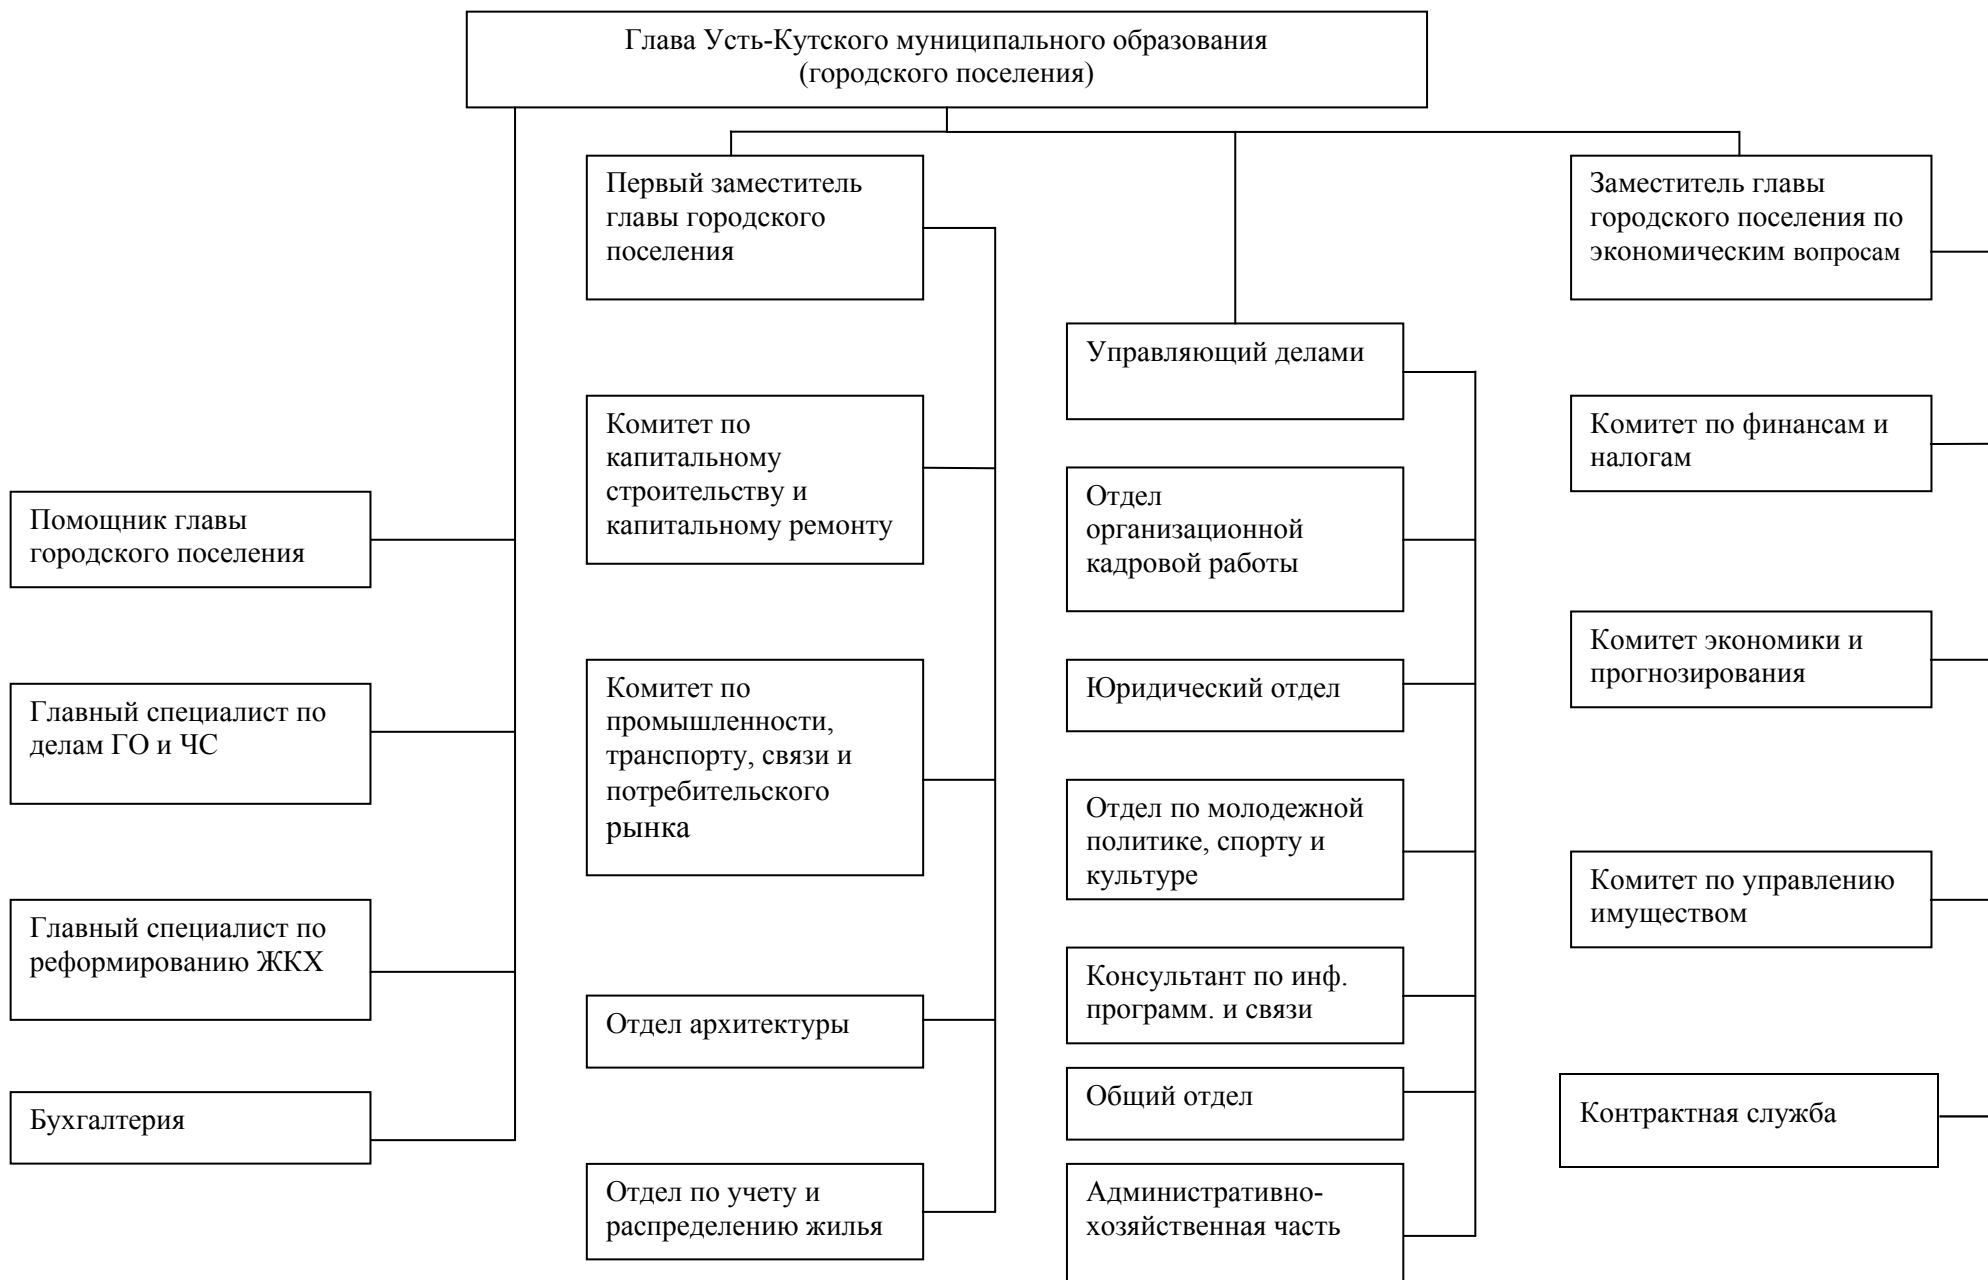 Глава Усть-Кутского муниципального образования
(городского поселения)
Помощник главы
городского поселения
Главный специалист по
делам ГО и ЧС
Главный специалист по
реформированию ЖКХ
Бухгалтерия
Первый заместитель
главы городского
поселения
Комитет по
капитальному
строительству и
капитальному ремонту
Комитет по
промышленности,
транспорту, связи и
потребительского
рынка
Отдел архитектуры
Отдел по учету и
распределению жилья
Управляющий делами
Отдел
организационной
кадровой работы
Юридический отдел
Отдел по молодежной
политике, спорту и
культуре
Консультант по инф.
программ. и связи
Общий отдел
Административно-
хозяйственная часть
Заместитель главы
городского поселения по
экономическим вопросам
Комитет по финансам и
налогам
Комитет экономики и
прогнозирования
Комитет по управлению
имуществом
Контрактная служба